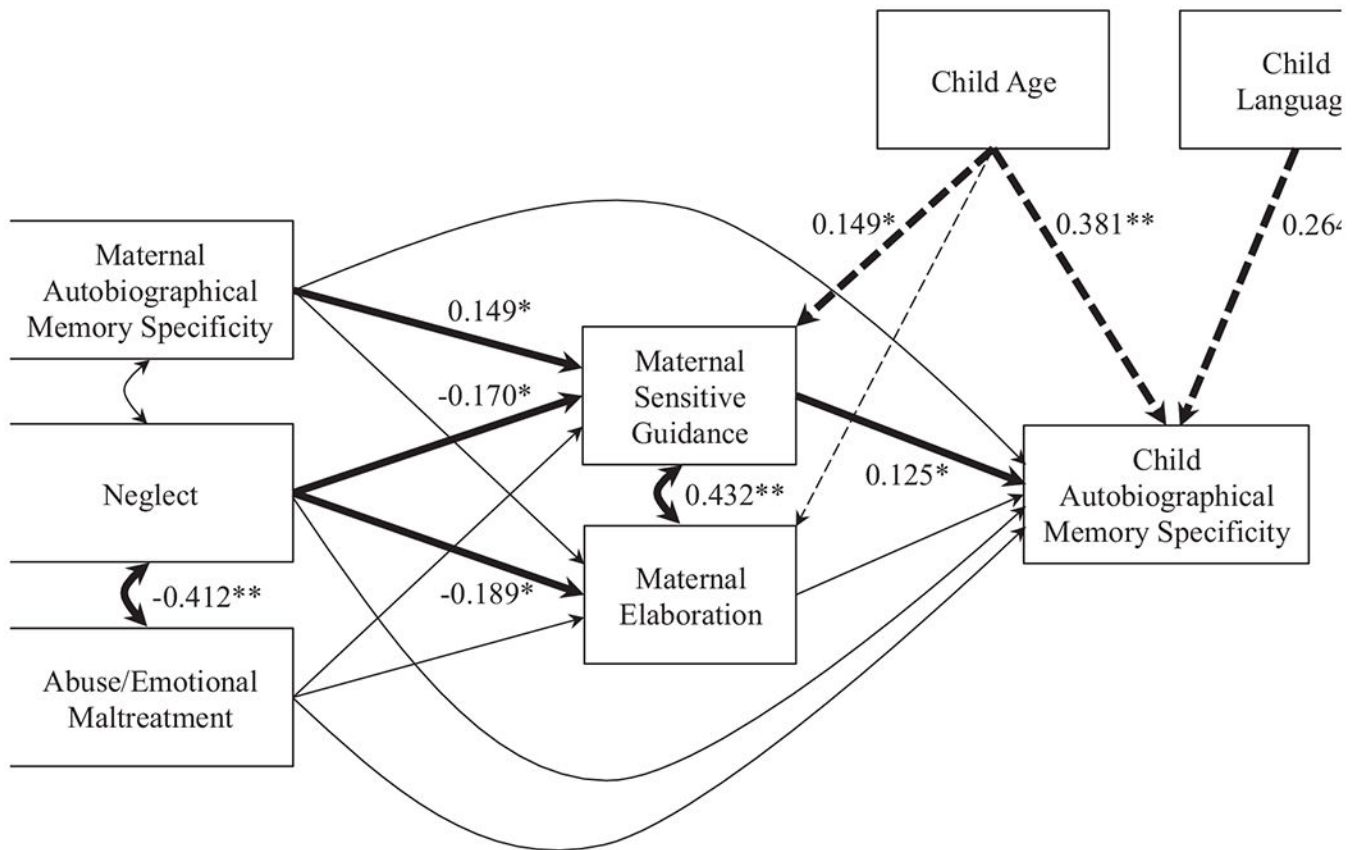 Child Age
Child
Languag
0.149*
0.381**
0.264
Maternal
Autobiographical
Memory Specificity
0.149*
Maternal
Sensitive
Guidance
-0.170*
Neglect
0.432**
0.125*
Child
Autobiographical
Memory Specificity
-0.412**
-0.189*
Maternal
Elaboration
Abuse/Emotional
Maltreatment